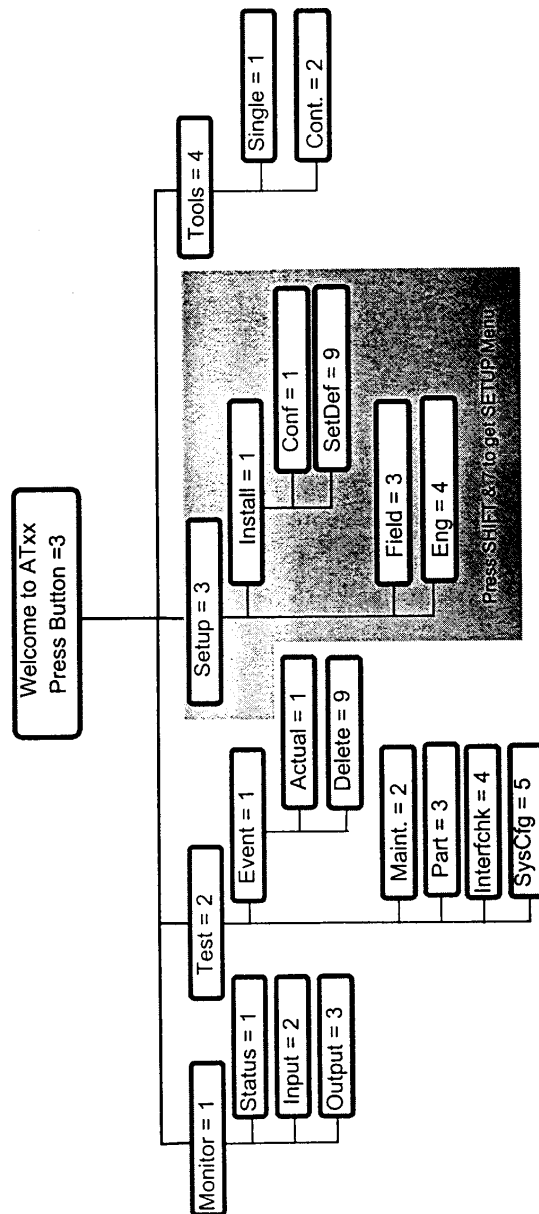 Welcome to ATxx
Press Button =3
Monitor = 1
Status = 1
Input = 2
Output = 3
Test = 2
Event = 1
Actual = 1
Delete = 9
Maint. = 2
Part = 3
Interfchk = 4
SysCfg = 5
Setup = 3
Install = 1
Conf = 1
SetDef = 9
Field = 3
Eng = 4
Press SHIFT & 7 to get SETUP Menu
Tools = 4
Single = 1
Cont. = 2